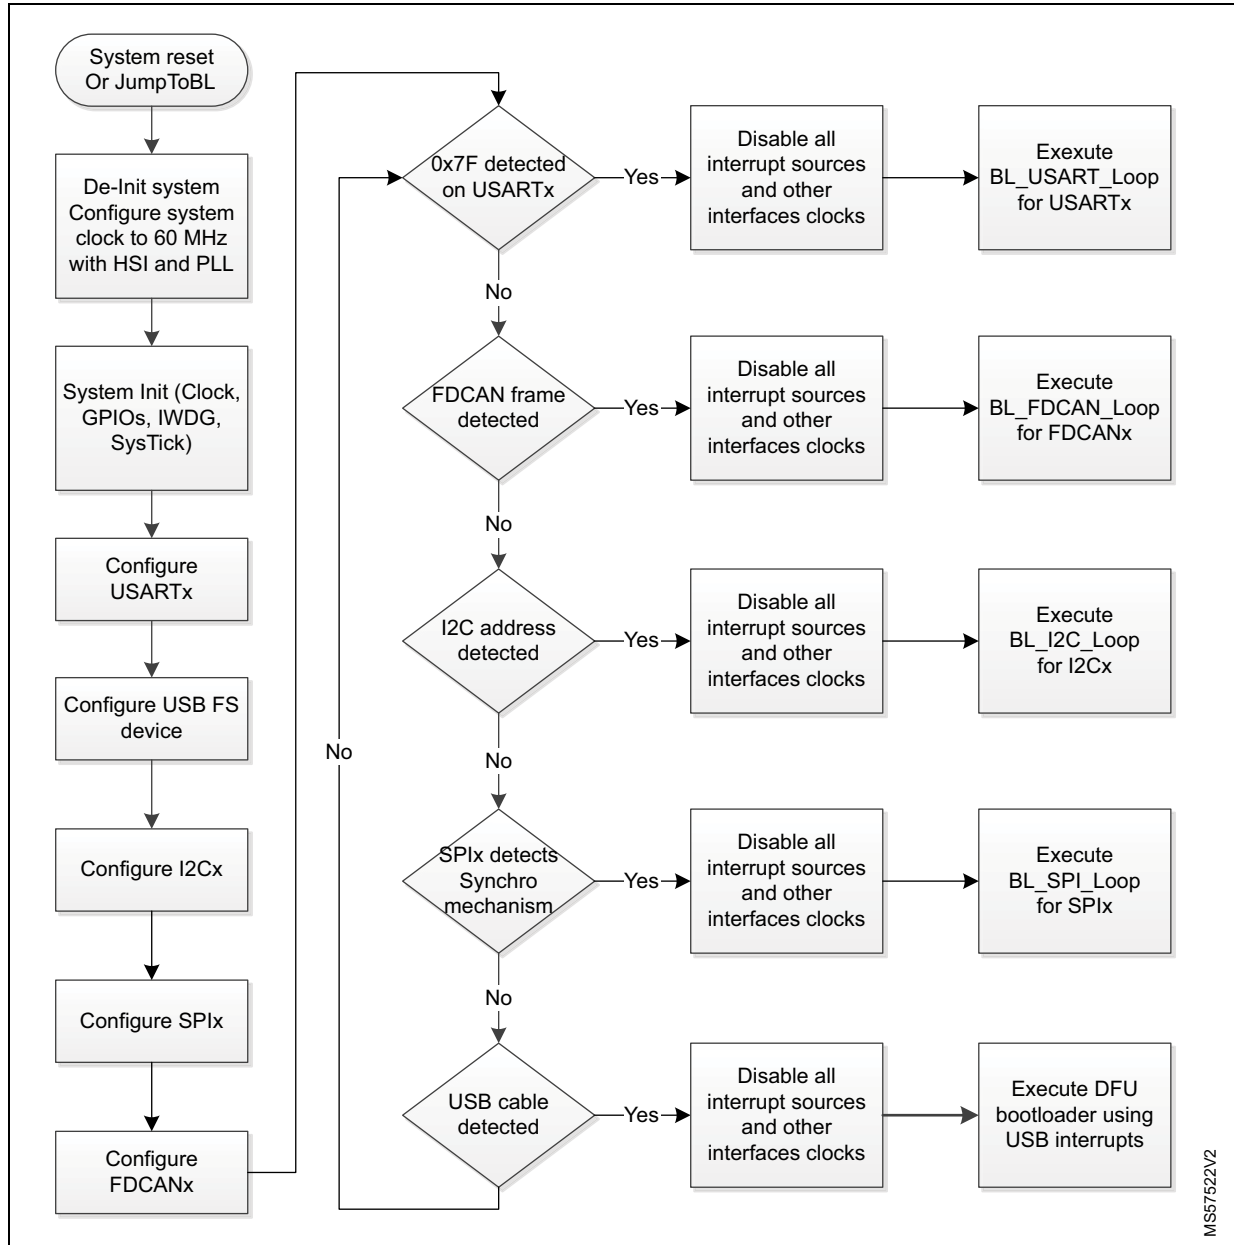 System reset
Or JumpToBL
De-Init system
Configure system
clock to 60 MHz
with HSI and PLL
System Init (Clock,
GPIOs, IWDG,
SysTick)
Configure
USARTx
Configure USB FS
device
Configure I2Cx
Configure SPIx
Configure
FDCANx
0x7F detected
on USARTx
Yes
Disable all
interrupt sources
and other
interfaces clocks
Exexute
BL_USART_Loop
for USARTx
No
FDCAN frame
detected
Yes
Disable all
interrupt sources
and other
interfaces clocks
Execute
BL_FDCAN_Loop
for FDCANx
No
I2C address
detected
Yes
Disable all
interrupt sources
and other
interfaces clocks
Execute
BL_I2C_Loop
for I2Cx
No
No
SPIx detects
Synchro
mechanism
Yes
Disable all
interrupt sources
and other
interfaces clocks
Execute
BL_SPI_Loop
for SPIx
No
USB cable
detected
Yes
Disable all
interrupt sources
and other
interfaces clocks
Execute DFU
bootloader using
USB interrupts
MS57522V2